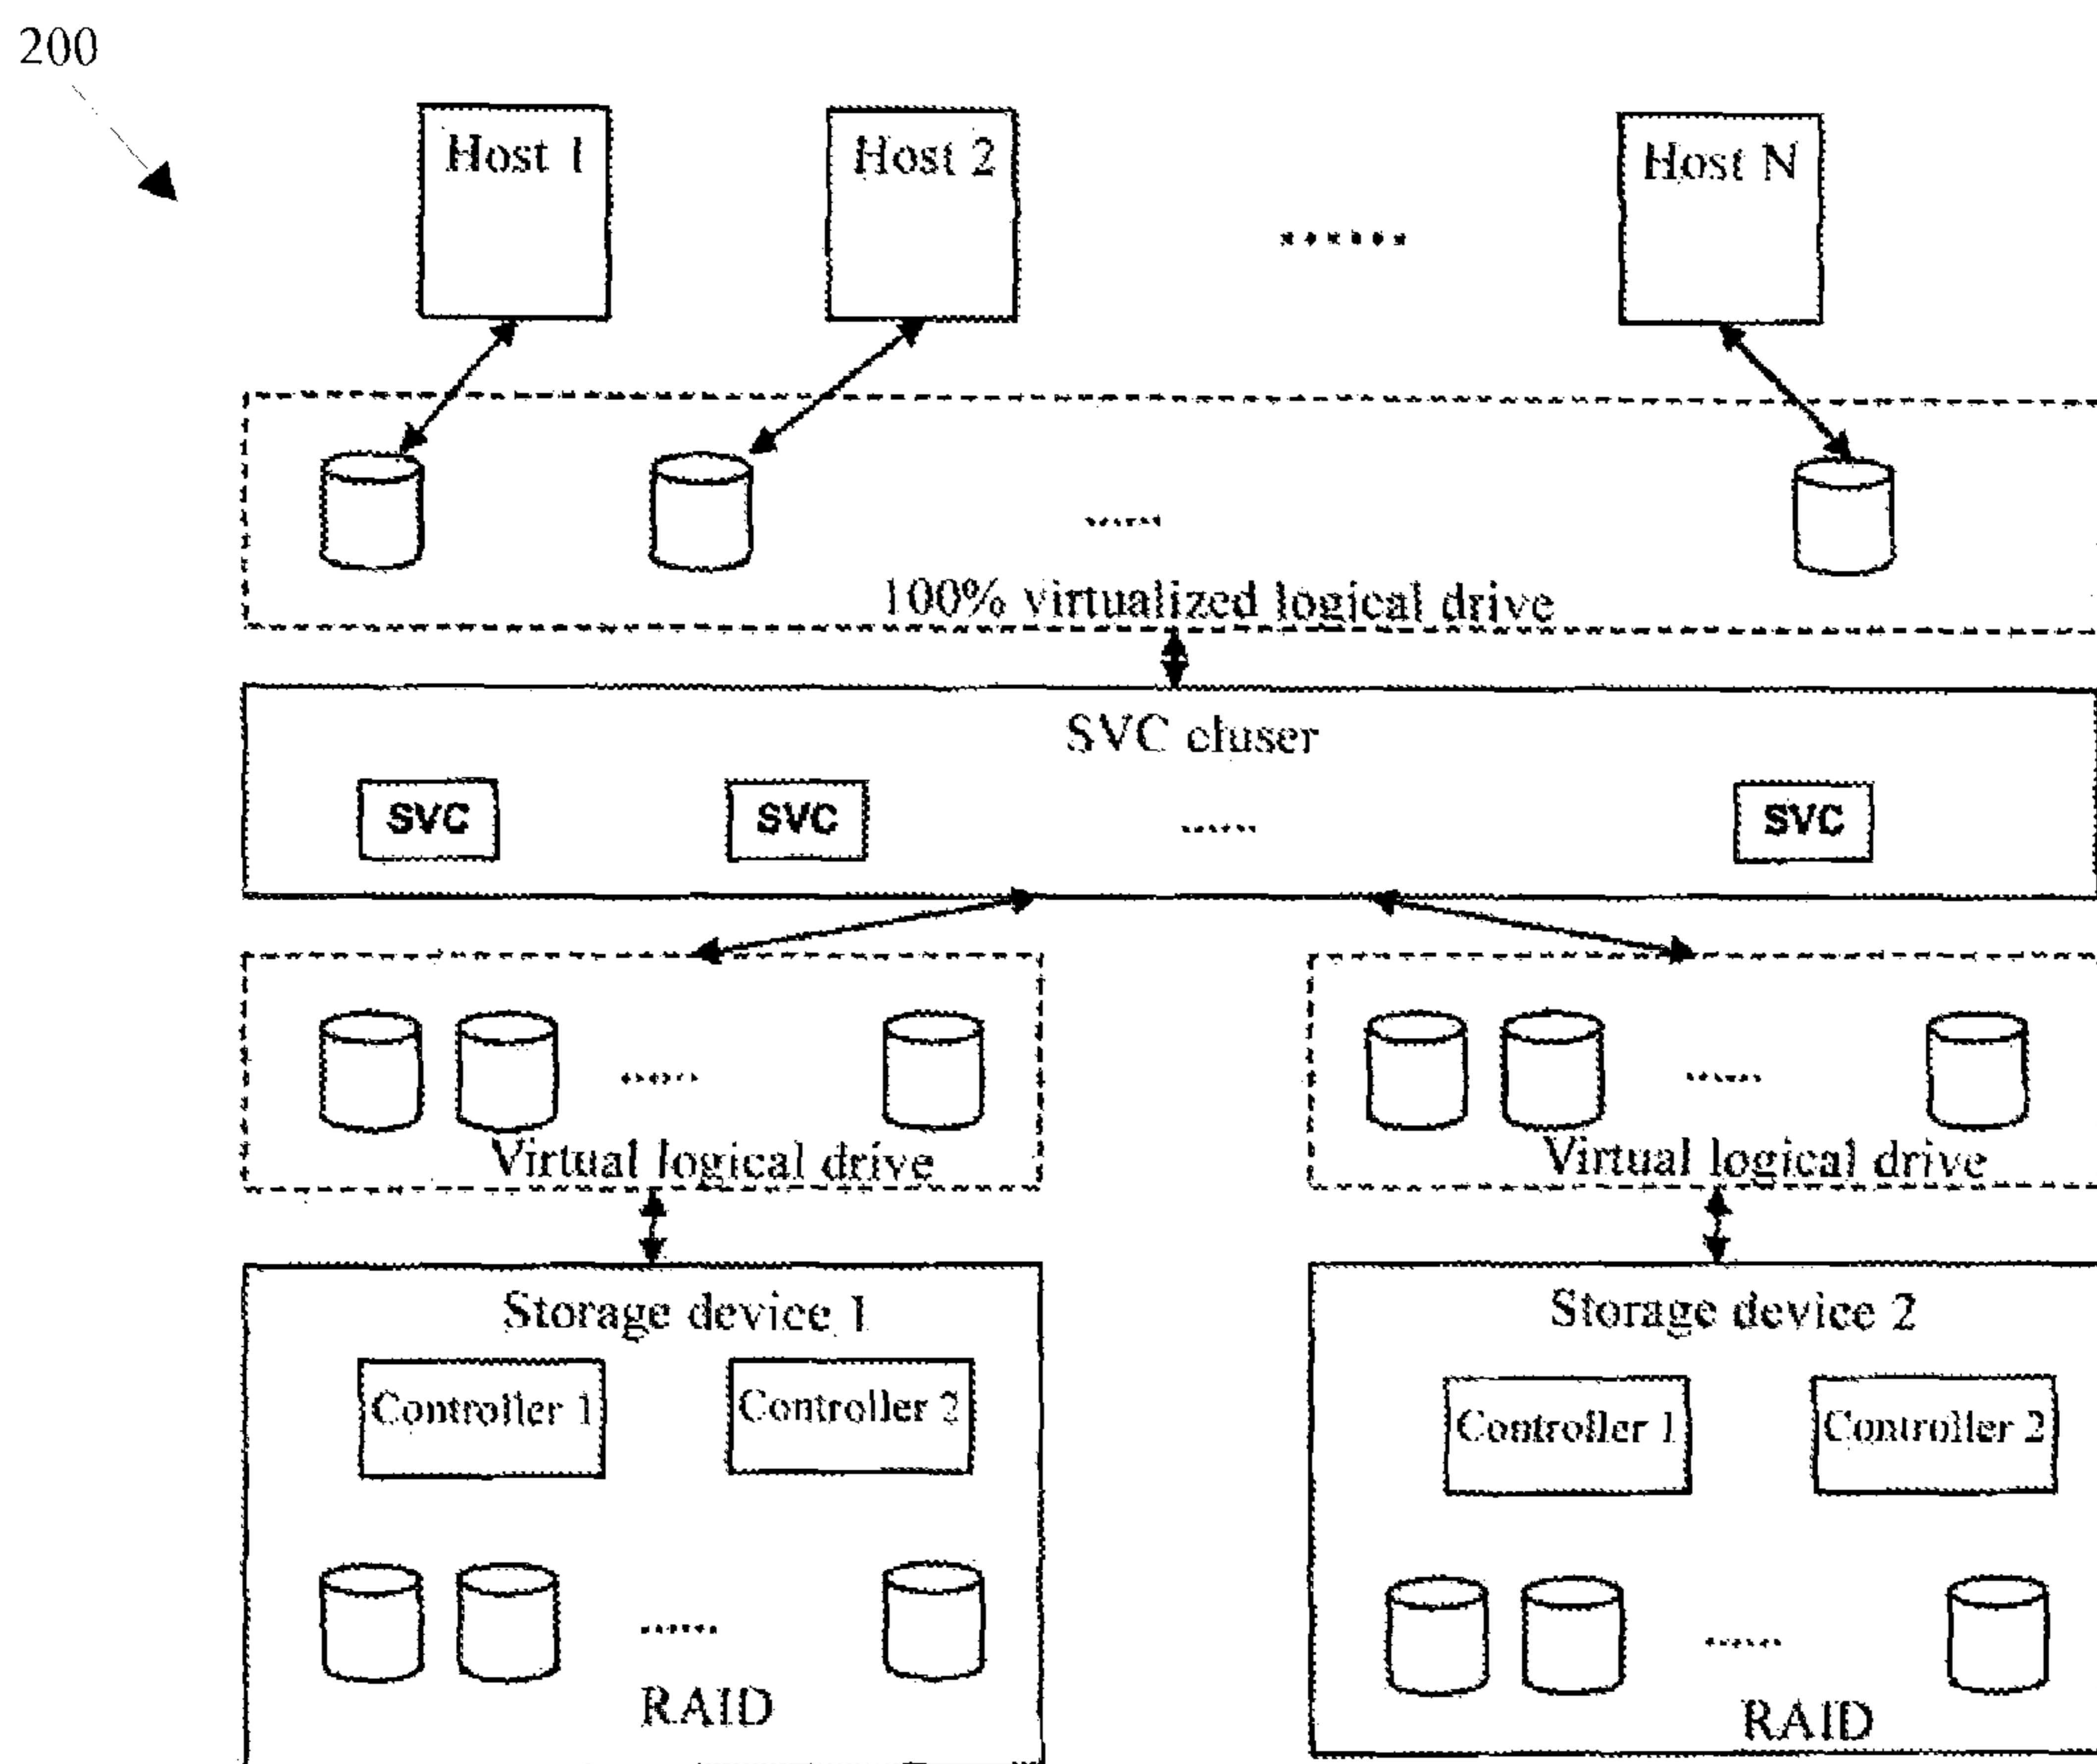 200
Host 1
Host 2
......
Host N
......
100% virtualized logical drive
SVC cluser
SVC
SVC
......
SVC
......
Virtual logical drive
......
Virtual logical drive
Storage device 1
Controller 1
Controller 2
......
RAID
Storage device 2
Controller 1
Controller 2
......
RAID